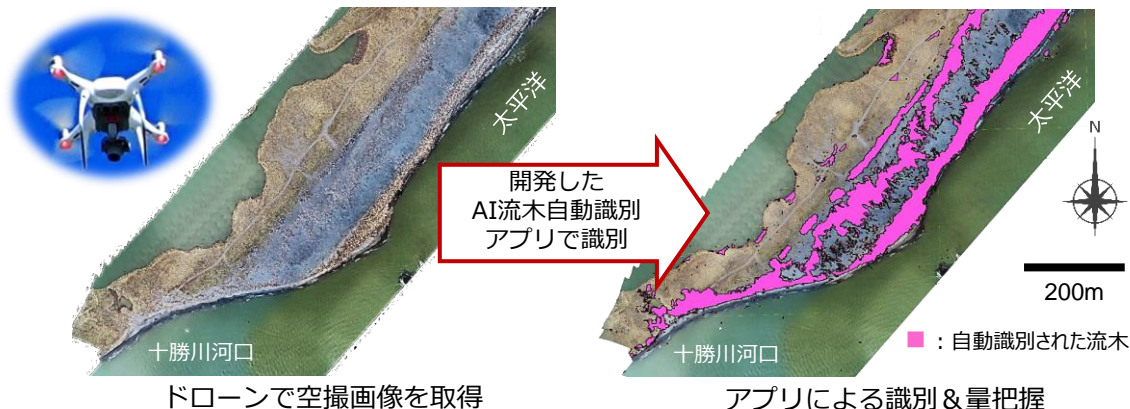 太平洋
十勝川河口
ドローンで空撮画像を取得
開発した
AI流木自動識別
アプリで識別
太平洋
N
200m
：自動識別された流木
十勝川河口
アプリによる識別＆量把握